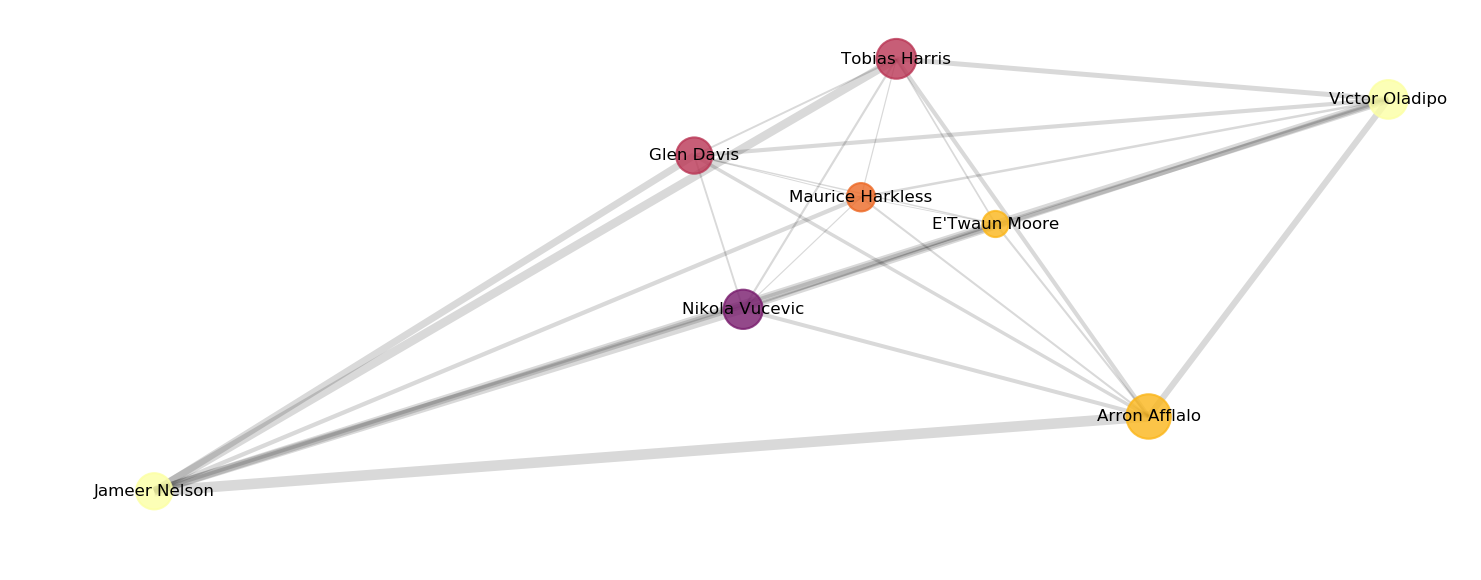 Tobias Harris
Victor Oladipo
Glen Davis
Maurice Harkless
E'Twaun Moore
Nikola Vucevic
Arron Afflalo
Jameer Nelson